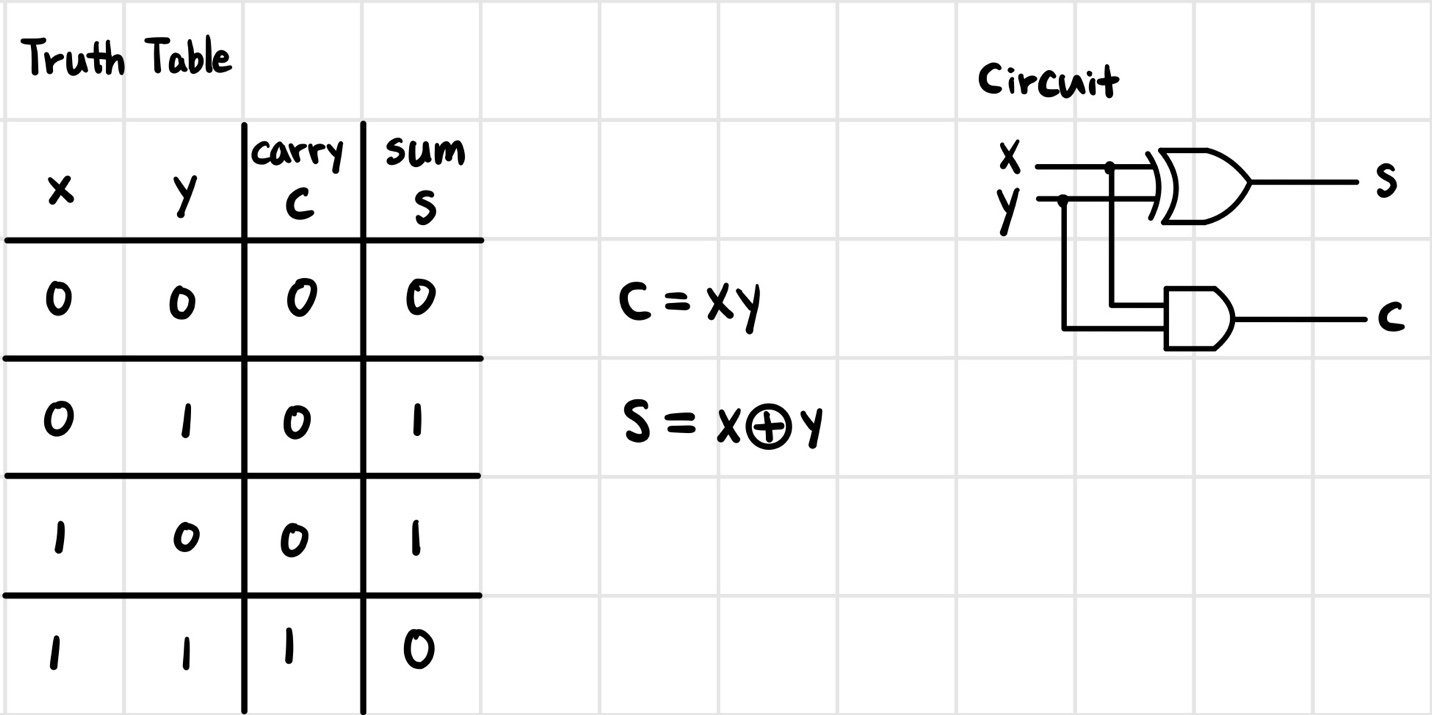 Truth Table
x y carry C sum S
0 0 0 0
0 1 0 1
1 0 0 1
1 1 1 0
C = xy
S = x⊕y
Circuit
x
y
S
C